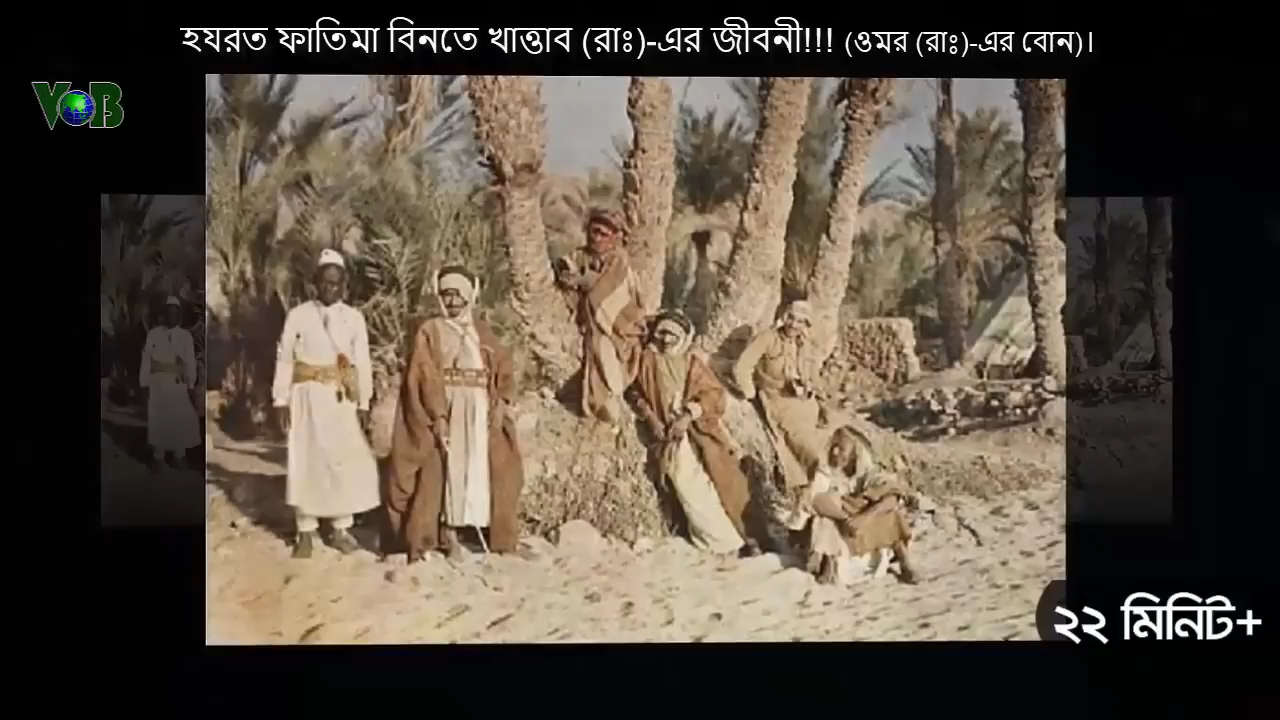 হযরত ফাতিমা বিনতে খাত্তাব (রাঃ)-এর জীবনী!!! (ওমর (রাঃ)-এর বোন)।
VOB
২২ মিনিট+